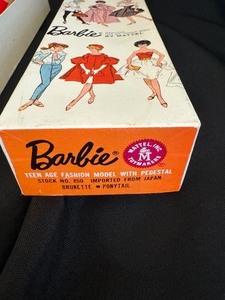 Barbie®
BY MATTEL
Barbie®
MATTEL, INC.
M
TOYMAKERS
TEEN AGE FASHION MODEL WITH PEDESTAL
STOCK NO. 850 IMPORTED FROM JAPAN
BRUNETTE • PONYTAIL